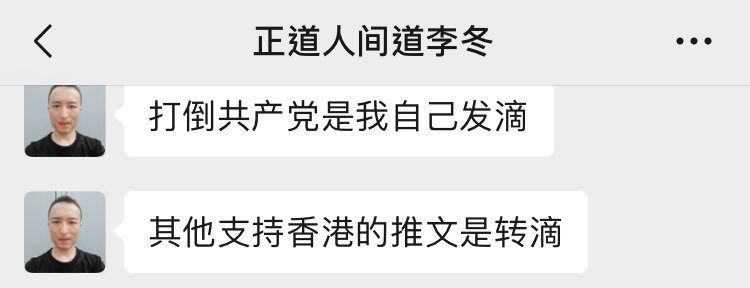 正道人间道李冬
打倒共产党是我自己发滴
其他支持香港的推文是转滴